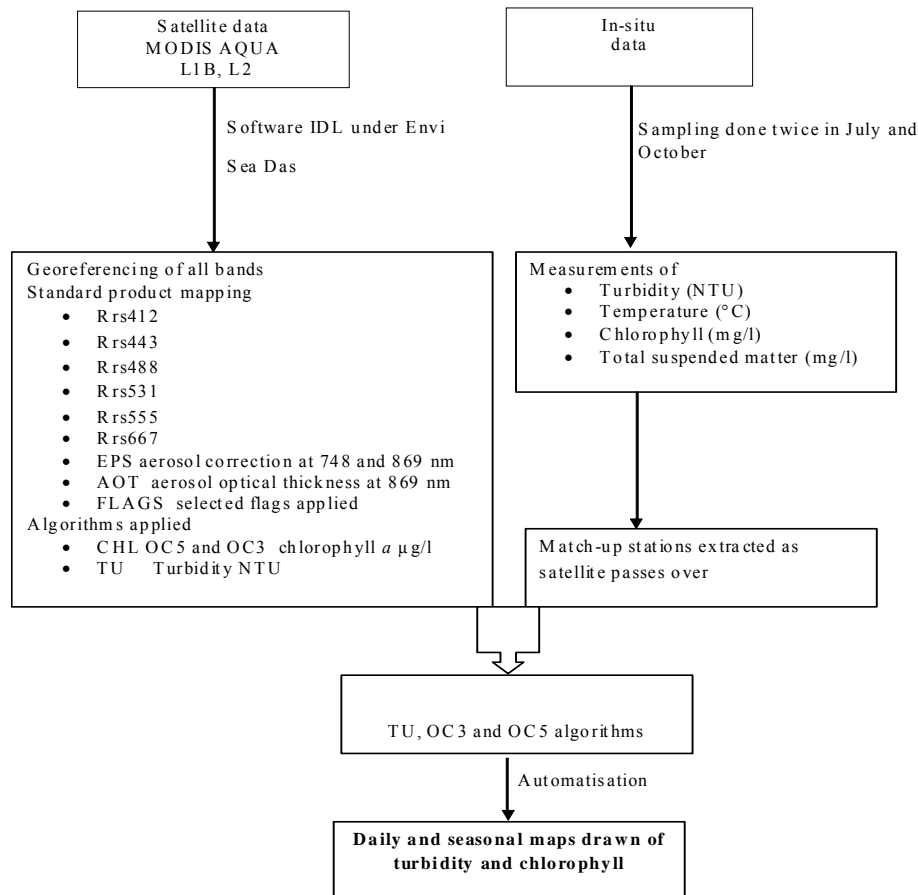 Satellite data
MODIS AQUA
L1B, L2
Software IDL under Envi
Sea Das
Georeferencing of all bands
Standard product mapping
• Rrs412
• Rrs443
• Rrs488
• Rrs531
• Rrs555
• Rrs667
• EPS aerosol correction at 748 and 869 nm
• AOT aerosol optical thickness at 869 nm
• FLAGS selected flags applied
Algorithms applied
• CHL OC5 and OC3 chlorophyll a µg/l
• TU Turbidity NTU
In-situ
data
Sampling done twice in July and
October
Measurements of
• Turbidity (NTU)
• Temperature (°C)
• Chlorophyll (mg/l)
• Total suspended matter (mg/l)
Match-up stations extracted as
satellite passes over
TU, OC3 and OC5 algorithms
Automatisation
Daily and seasonal maps drawn of
turbidity and chlorophyll